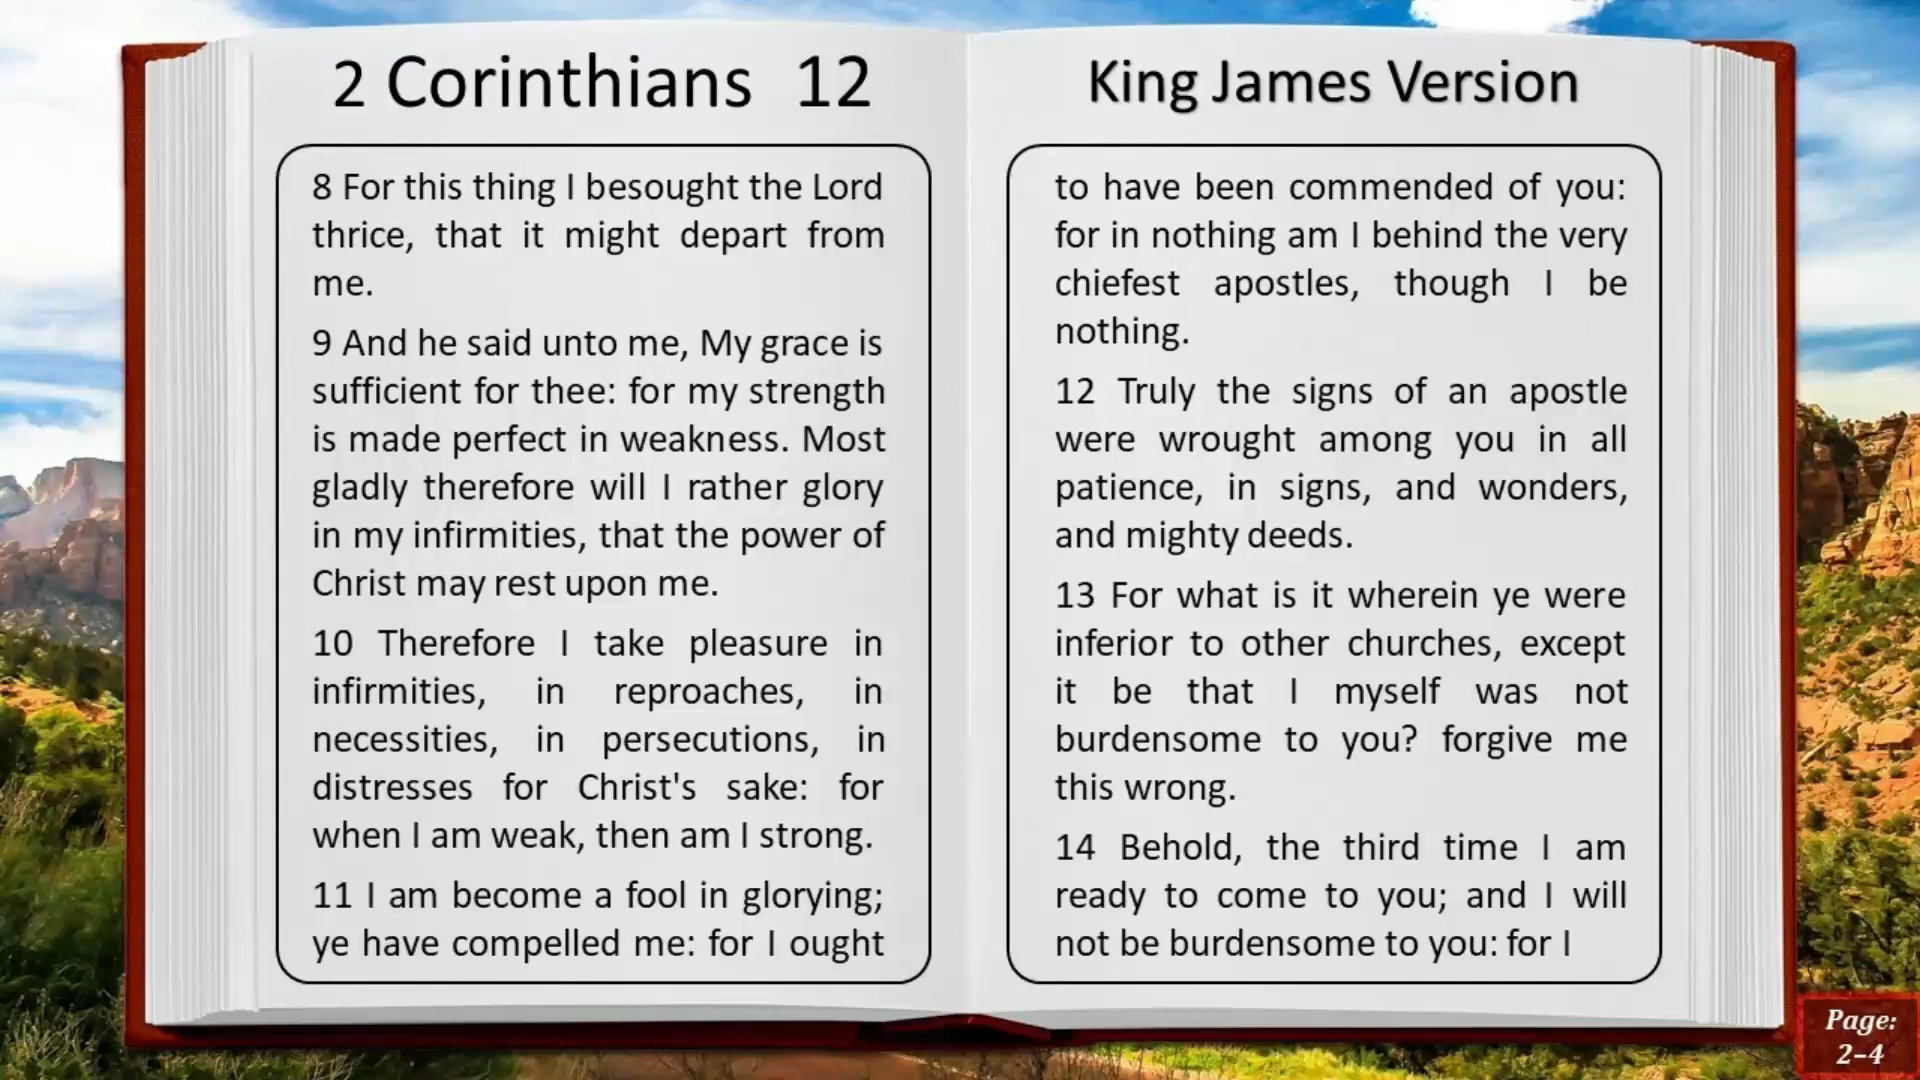 2 Corinthians 12
8 For this thing I besought the Lord
thrice, that it might depart from
me.
9 And he said unto me, My grace is
sufficient for thee: for my strength
is made perfect in weakness. Most
gladly therefore will I rather glory
in my infirmities, that the power of
Christ may rest upon me.
10 Therefore I take pleasure in
infirmities, in reproaches, in
necessities, in persecutions, in
distresses for Christ's sake: for
when I am weak, then am I strong.
11 I am become a fool in glorying;
ye have compelled me: for I ought
King James Version
to have been commended of you:
for in nothing am I behind the very
chiefest apostles, though I be
nothing.
12 Truly the signs of an apostle
were wrought among you in all
patience, in signs, and wonders,
and mighty deeds.
13 For what is it wherein ye were
inferior to other churches, except
it be that I myself was not
burdensome to you? forgive me
this wrong.
14 Behold, the third time I am
ready to come to you; and I will
not be burdensome to you: for I
Page:
2–4